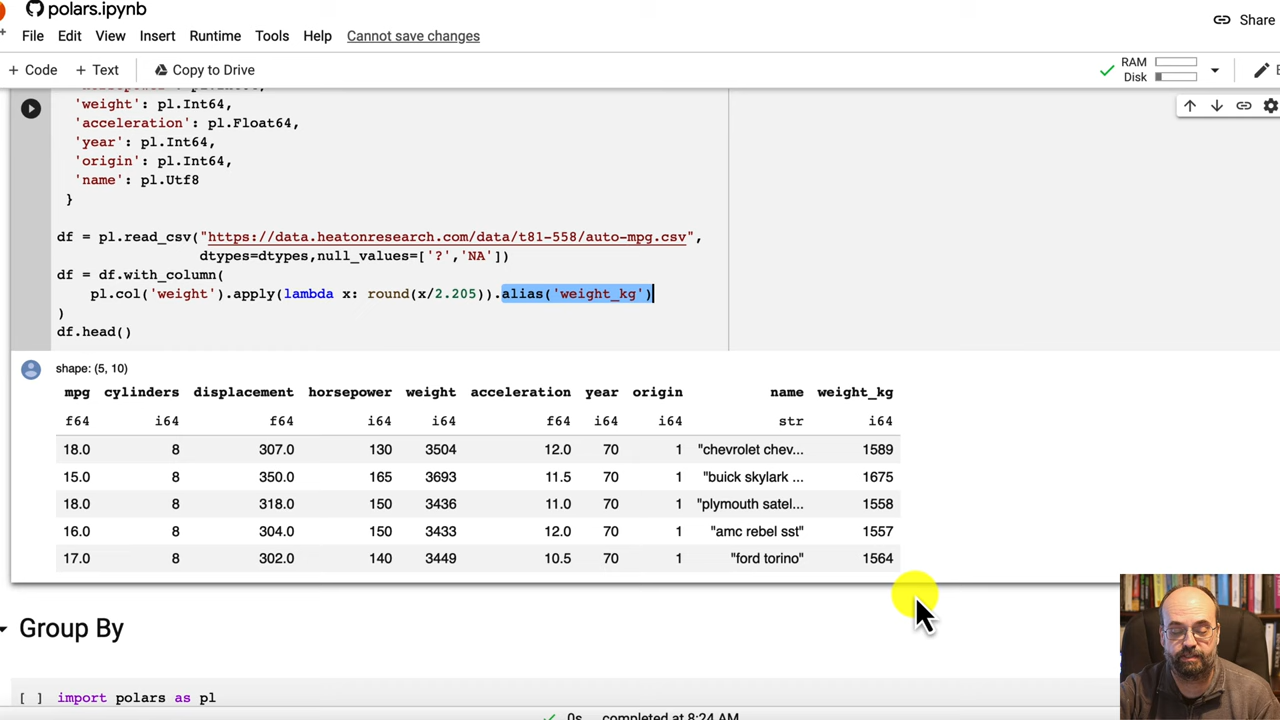 polars.ipynb
Share
File Edit View Insert Runtime Tools Help Cannot save changes
+ Code + Text Copy to Drive
RAM
Disk
'weight': pl.Int64,
'acceleration': pl.Float64,
'year': pl.Int64,
'origin': pl.Int64,
'name': pl.Utf8
}
df = pl.read_csv("https://data.heatonresearch.com/data/t81-558/auto-mpg.csv",
dtypes=dtypes,null_values=['?','NA'])
df = df.with_column(
pl.col('weight').apply(lambda x: round(x/2.205)).alias('weight_kg')
)
df.head()
shape: (5, 10)
mpg cylinders displacement horsepower weight acceleration year origin name weight_kg
f64 i64 f64 i64 i64 f64 i64 i64 str i64
18.0 8 307.0 130 3504 12.0 70 1 "chevrolet chev... 1589
15.0 8 350.0 165 3693 11.5 70 1 "buick skylark ... 1675
18.0 8 318.0 150 3436 11.0 70 1 "plymouth satel... 1558
16.0 8 304.0 150 3433 12.0 70 1 "amc rebel sst" 1557
17.0 8 302.0 140 3449 10.5 70 1 "ford torino" 1564
Group By
[ ] import polars as pl
0s completed at 8:24 AM